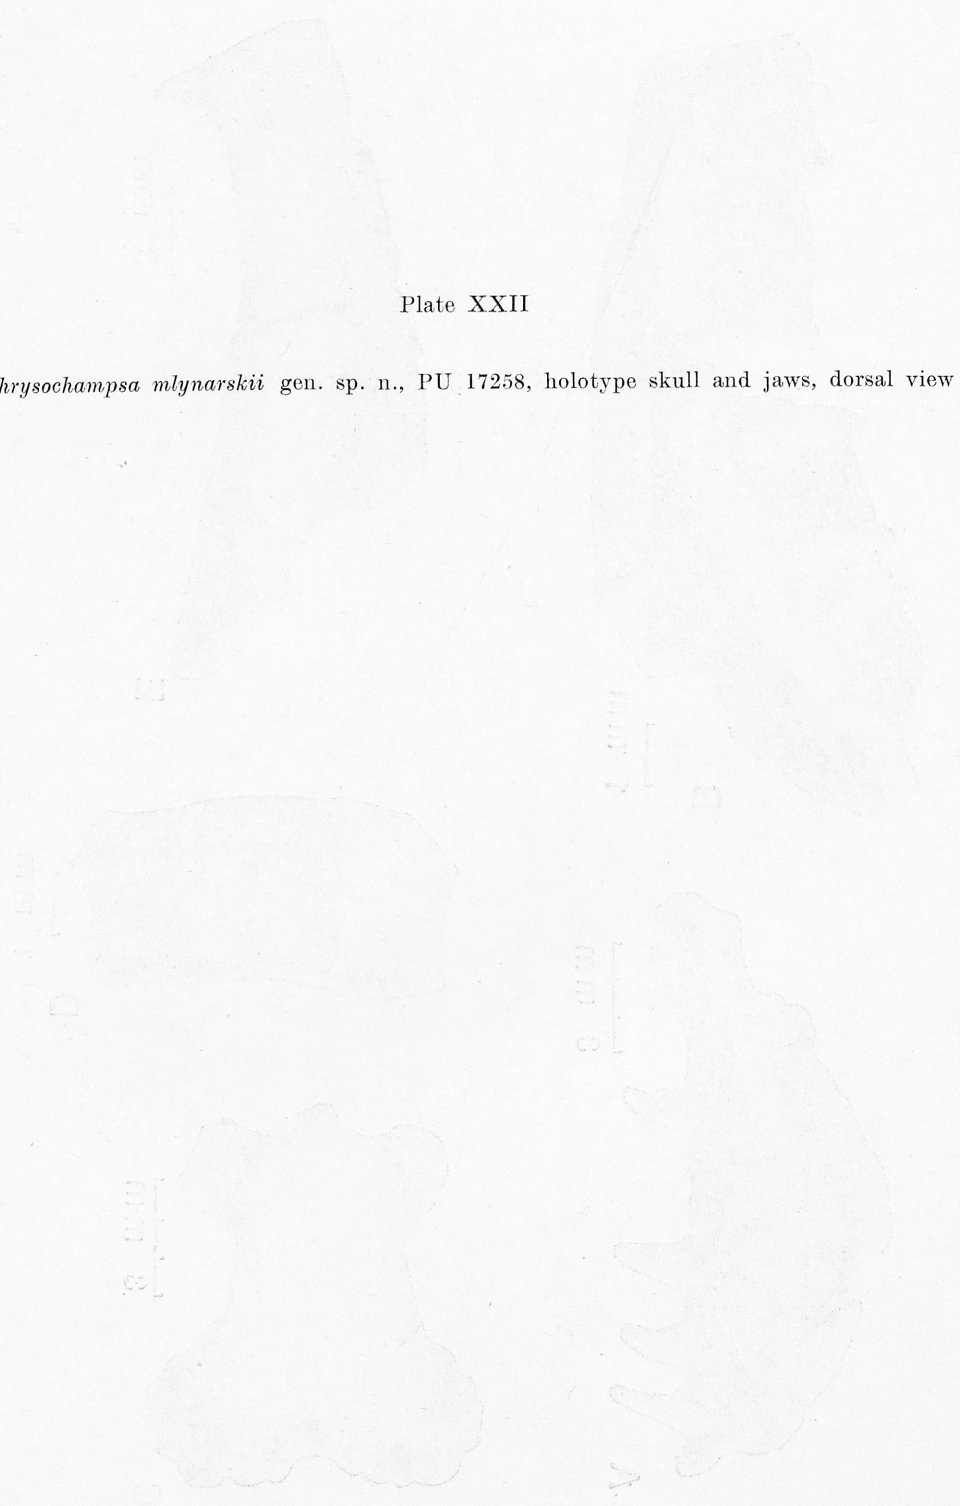 Plate XXII
hrysochampsa mlynarskii gen. sp. n., PU 17258, holotype skull and jaws, dorsal view